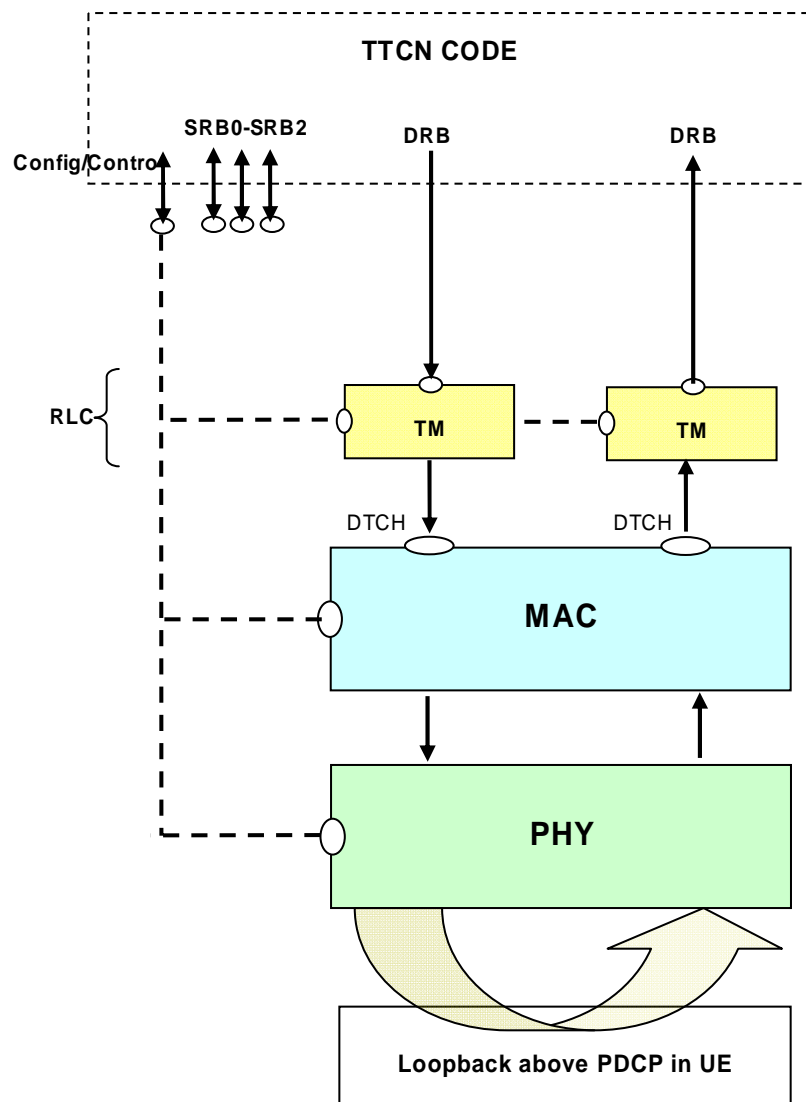 TTCN CODE
SRB0-SRB2
DRB
DRB
Config/Contro
RLC
TM
TM
DTCH
DTCH
MAC
PHY
Loopback above PDCP in UE